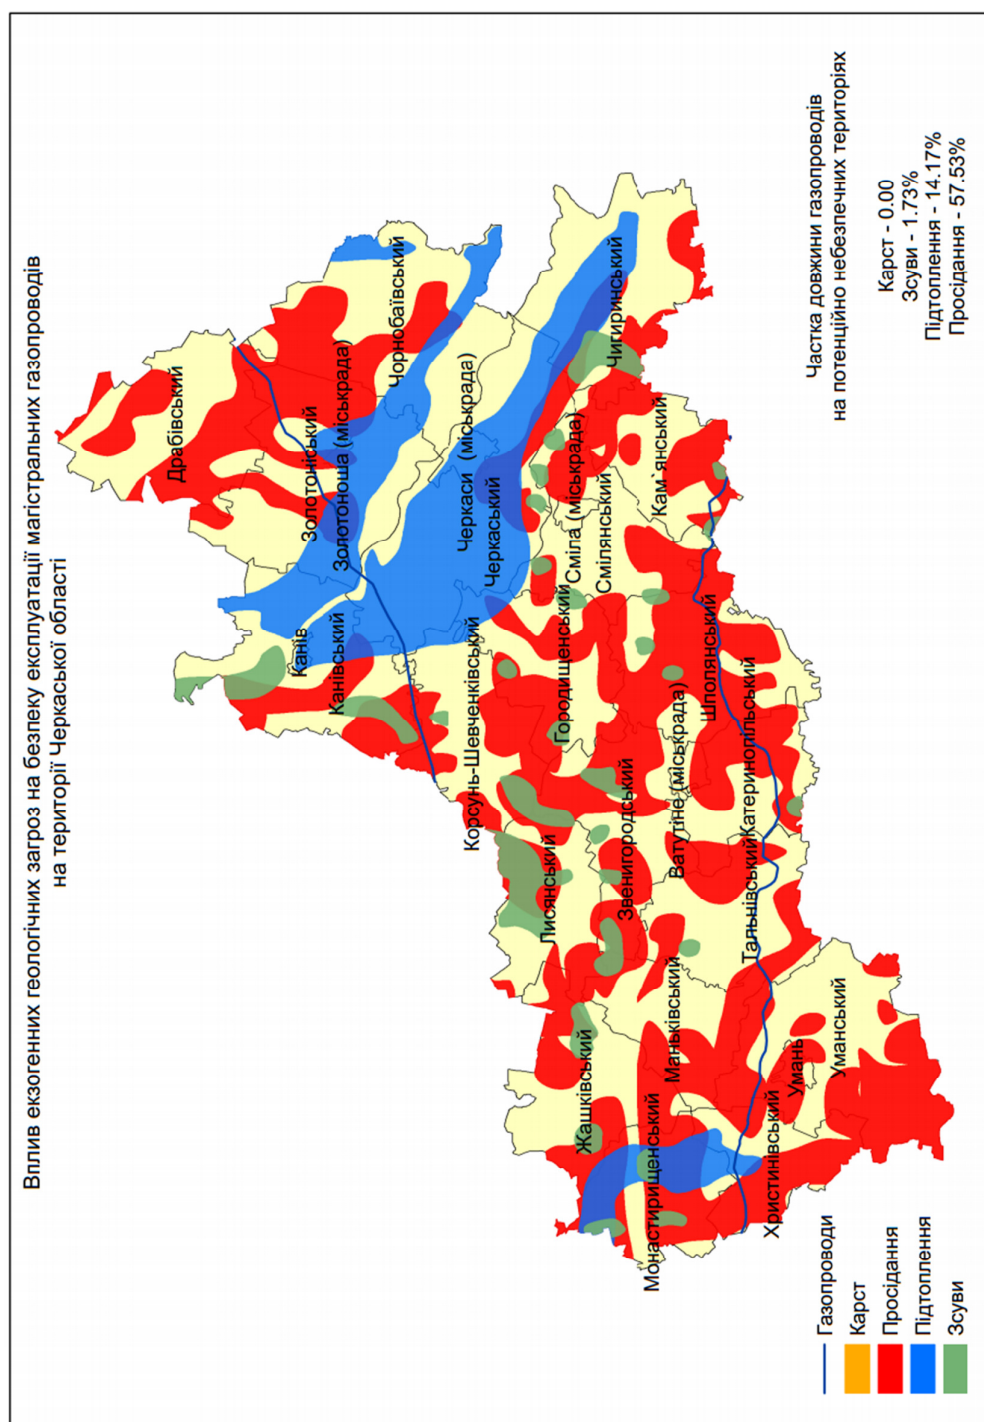 Вплив екзогенних геологічних загроз на безпеку експлуатації магістральних газопроводів
на території Черкаської області
Драбівський
Чорнобаївський
Золотоніський
Золотоноша (міськрада)
Канів
Канівський
Черкаси (міськрада)
Черкаський
Чигиринський
Корсунь-Шевченківський
Городищенський
Сміла (міськрада)
Смілянський
Кам`янський
Лисянський
Звенигородський
Ватутіне (міськрада)
Шполянський
Катеринопільський
Тальнівський
Жашківський
Маньківський
Монастирищенський
Христинівський
Умань
Уманський
Частка довжини газопроводів
на потенційно небезпечних територіях
Карст - 0.00
Зсуви - 1.73%
Підтоплення - 14.17%
Просідання - 57.53%
Газопроводи
Карст
Просідання
Підтоплення
Зсуви